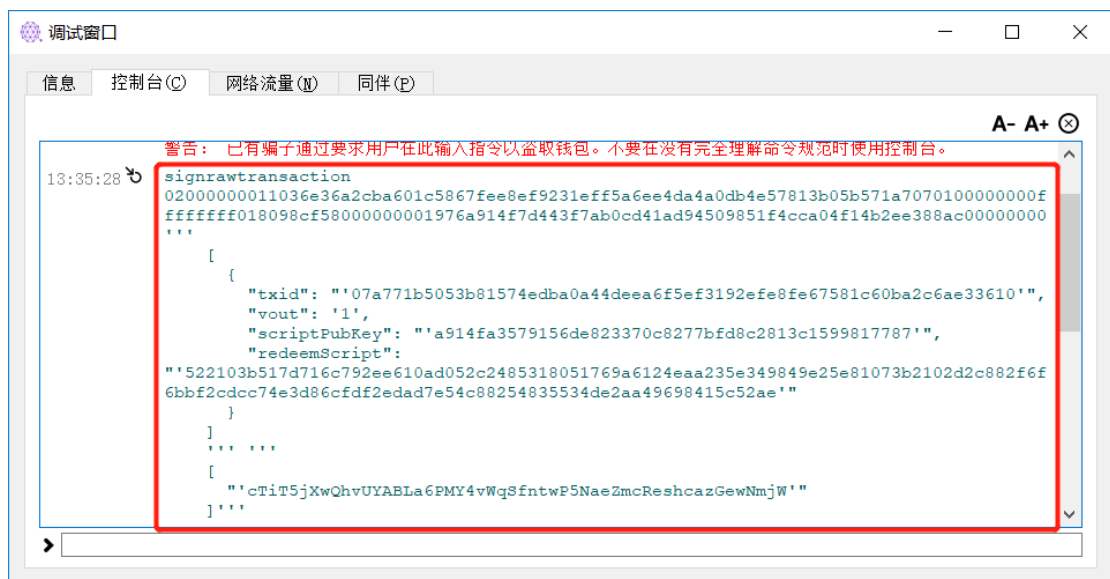 调试窗口
信息 控制台(C) 网络流量(N) 同伴(P)
A- A+
警告： 已有骗子通过要求用户在此输入指令以盗取钱包。不要在没有完全理解命令规范时使用控制台。
13:35:28 signrawtransaction
02000000011036e36a2cba601c5867fee8ef9231eff5a6ee4da4a0db4e57813b05b571a7070100000000f
fffffff018098cf58000000001976a914f7d443f7ab0cd41ad94509851f4cca04f14b2ee388ac00000000
'''
[
{
"txid": "'07a771b5053b81574edba0a44deea6f5ef3192efe8fe67581c60ba2c6ae33610'",
"vout": '1',
"scriptPubKey": "'a914fa3579156de823370c8277bfd8c2813c1599817787'",
"redeemScript":
"'522103b517d716c792ee610ad052c2485318051769a6124eaa235e349849e25e81073b2102d2c882f6f
6bbf2cdcc74e3d86cfdf2edad7e54c88254835534de2aa49698415c52ae'"
}
]
''' '''
[
"'cTiT5jXwQhvUYABLa6PMY4vWqSfntwP5NaeZmcReshcazGewNmjW'"
]'''